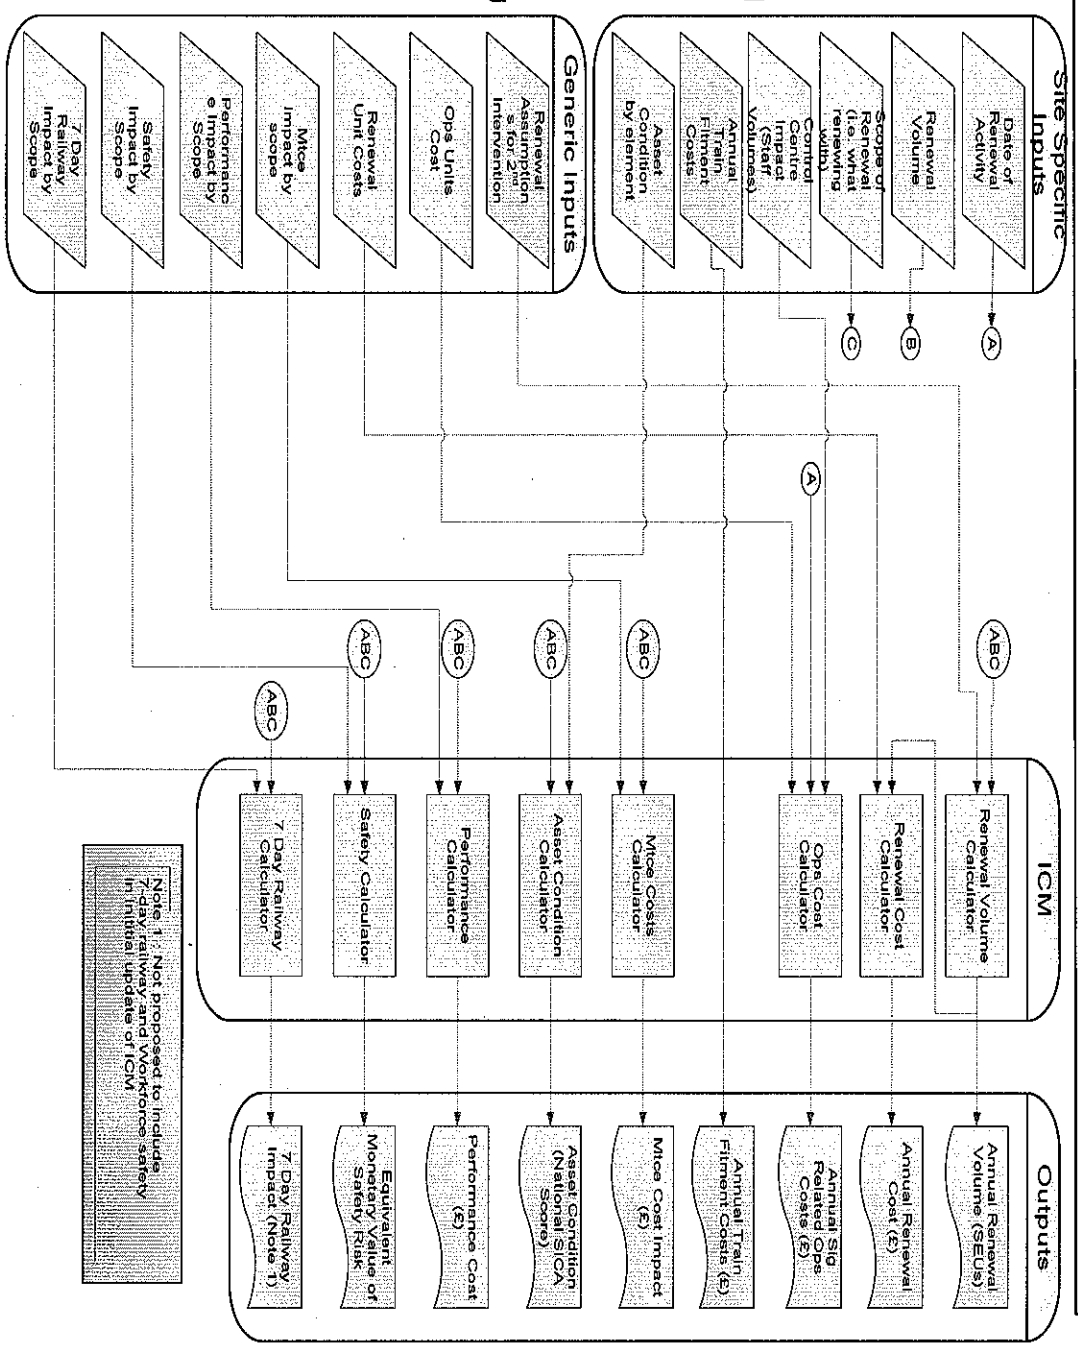 Site Specific
Inputs
Date of
Renewal
Activity
Renewal
Volume
Scope of
Renewal
(i.e. what
renewing
with)
Control
Centre
Impact
(Staff
Volumes)
Annual
Train
Fitment
Costs
Asset
Condition
by element
Generic Inputs
Renewal
Assumption
s for 2nd
Intervention
Ops Units
Cost
Renewal
Unit Costs
Mtce
Impact by
scope
Performanc
e Impact by
Scope
Safety
Impact by
Scope
7 Day
Railway
Impact by
Scope
A
B
C
A
ABC
ABC
ABC
ABC
ABC
ABC
ICM
Renewal Volume
Calculator
Renewal Cost
Calculator
Ops Cost
Calculator
Mtce Costs
Calculator
Asset Condition
Calculator
Performance
Calculator
Safety Calculator
7 Day Railway
Calculator
Outputs
Annual Renewal
Volume (SEUs)
Annual Renewal
Cost (£)
Annual Sig
Related Ops
Costs (£)
Annual Train
Fitment Costs (£)
Mtce Cost Impact
(£)
Asset Condition
(National SICA
Score)
Performance Cost
(£)
Equivalent
Monetary Value of
Safety Risk
7 Day Railway
Impact (Note 1)
Note 1 : Not proposed to include
7-day railway and Workforce safety
in initital update of ICM